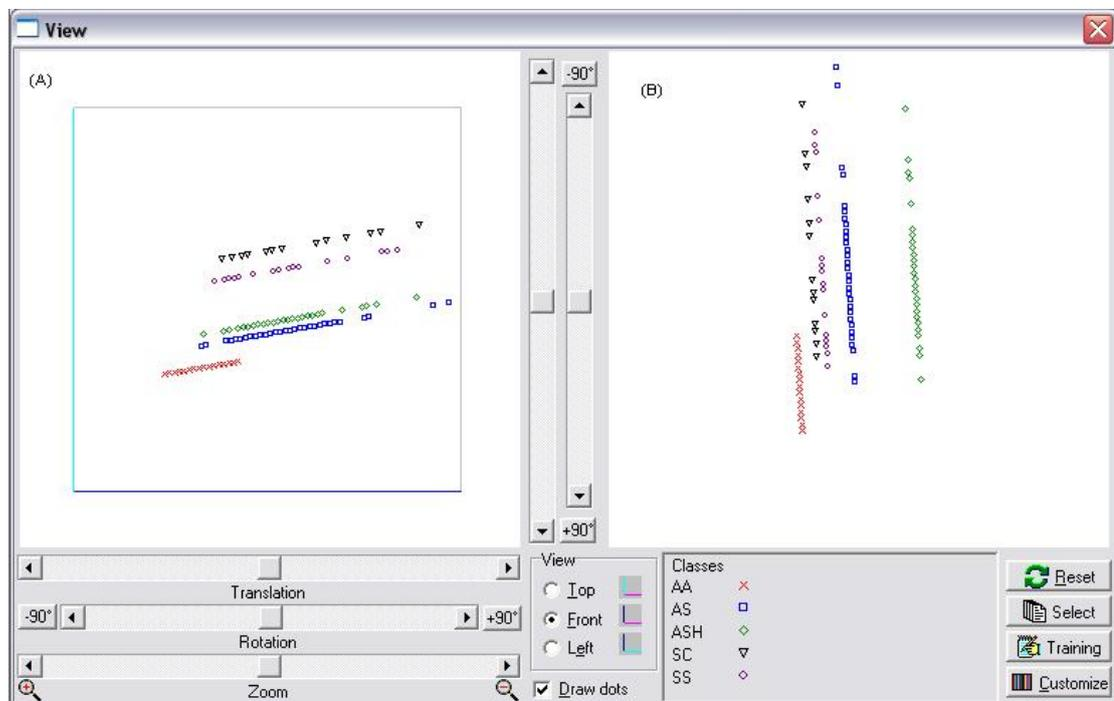 View
(A)
(B)
-90°
+90°
Translation
-90°
+90°
Rotation
Zoom
View
Top
Front
Left
Draw dots
Classes
AA
AS
ASH
SC
SS
Reset
Select
Training
Customize